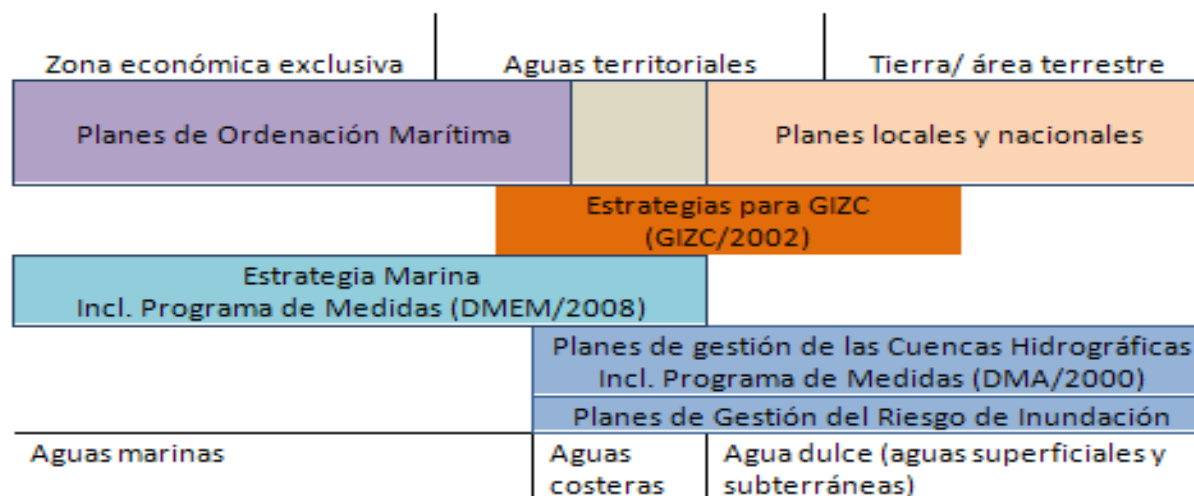 Zona económica exclusiva
Aguas territoriales
Tierra/ área terrestre
Planes de Ordenación Marítima
Planes locales y nacionales
Estrategias para GIZC
(GIZC/2002)
Estrategia Marina
Incl. Programa de Medidas (DMEM/2008)
Planes de gestión de las Cuencas Hidrográficas
Incl. Programa de Medidas (DMA/2000)
Planes de Gestión del Riesgo de Inundación
Aguas marinas
Aguas
costeras
Agua dulce (aguas superficiales y
subterráneas)